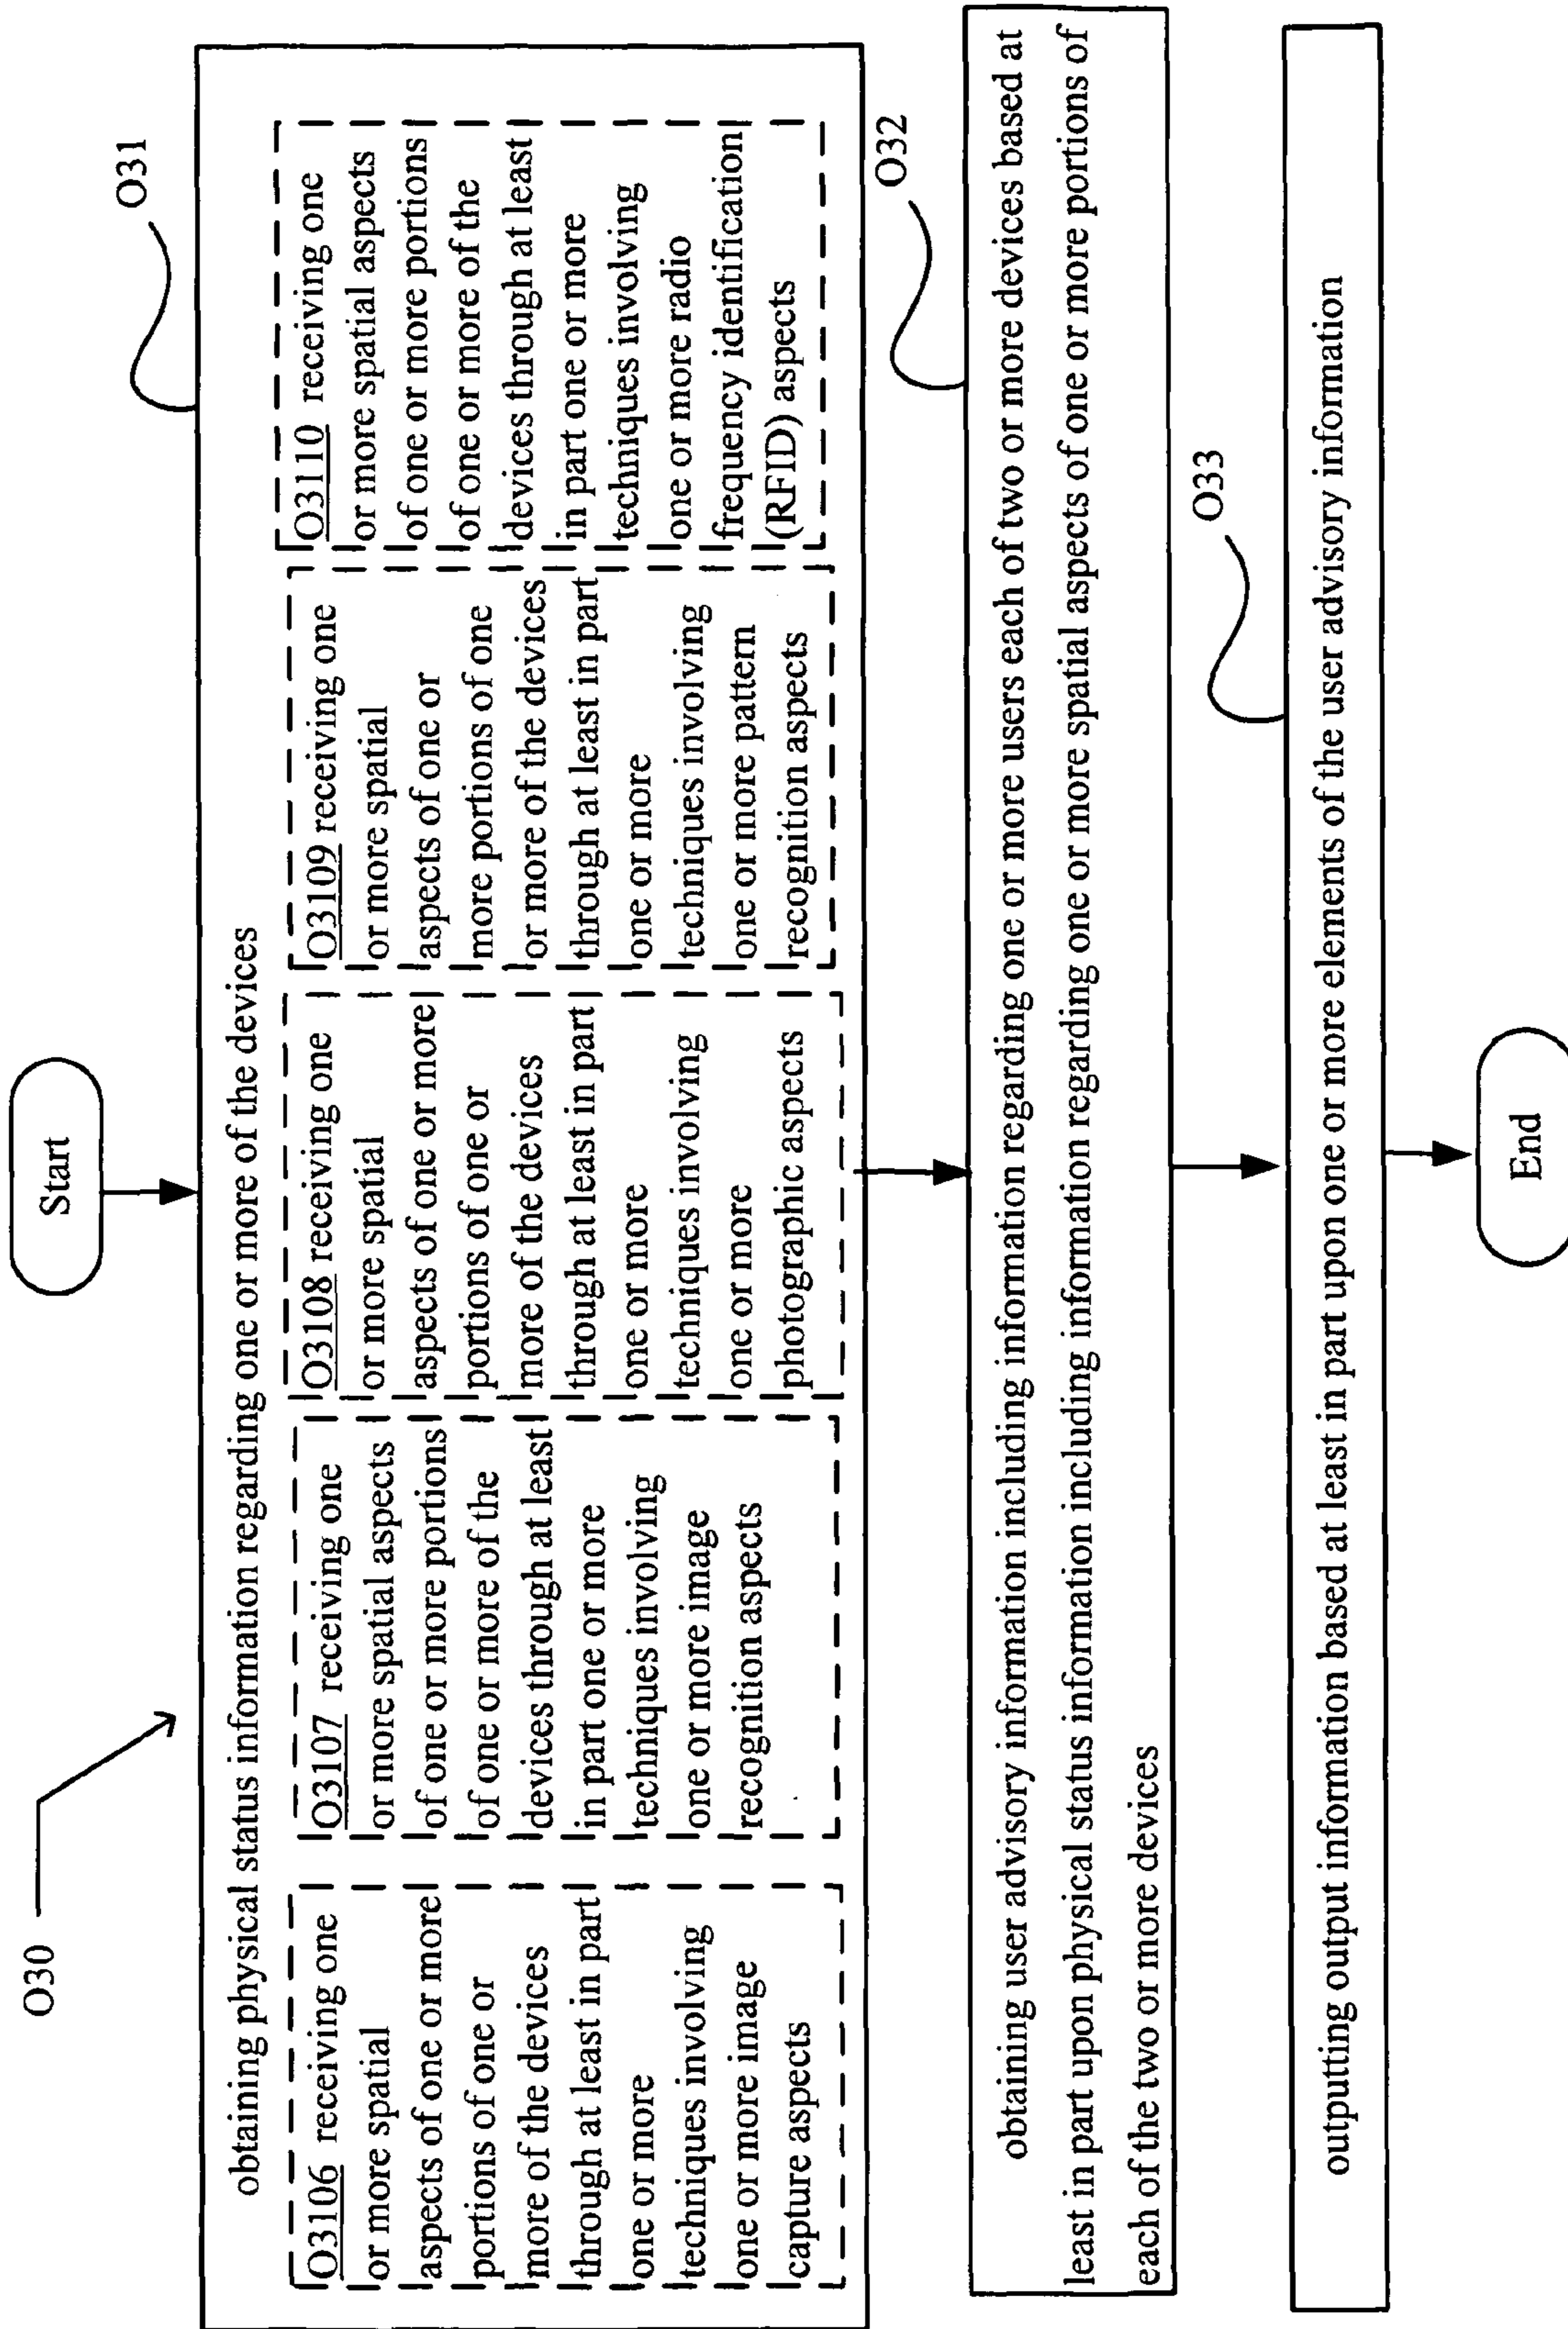 O30
Start
O31
obtaining physical status information regarding one or more of the devices
O3106 receiving one
or more spatial
aspects of one or more
portions of one or
more of the devices
through at least in part
one or more
techniques involving
one or more image
capture aspects
O3107 receiving one
or more spatial aspects
of one or more portions
of one or more of the
devices through at least
in part one or more
techniques involving
one or more image
recognition aspects
O3108 receiving one
or more spatial
aspects of one or more
portions of one or
more of the devices
through at least in part
one or more
techniques involving
one or more
photographic aspects
O3109 receiving one
or more spatial
aspects of one or
more portions of one
or more of the devices
through at least in part
one or more
techniques involving
one or more pattern
recognition aspects
O3110 receiving one
or more spatial aspects
of one or more portions
of one or more of the
devices through at least
in part one or more
techniques involving
one or more radio
frequency identification
(RFID) aspects
O32
obtaining user advisory information including information regarding one or more users each of two or more devices based at
least in part upon physical status information including information regarding one or more spatial aspects of one or more portions of
each of the two or more devices
O33
outputing output information based at least in part upon one or more elements of the user advisory information
End